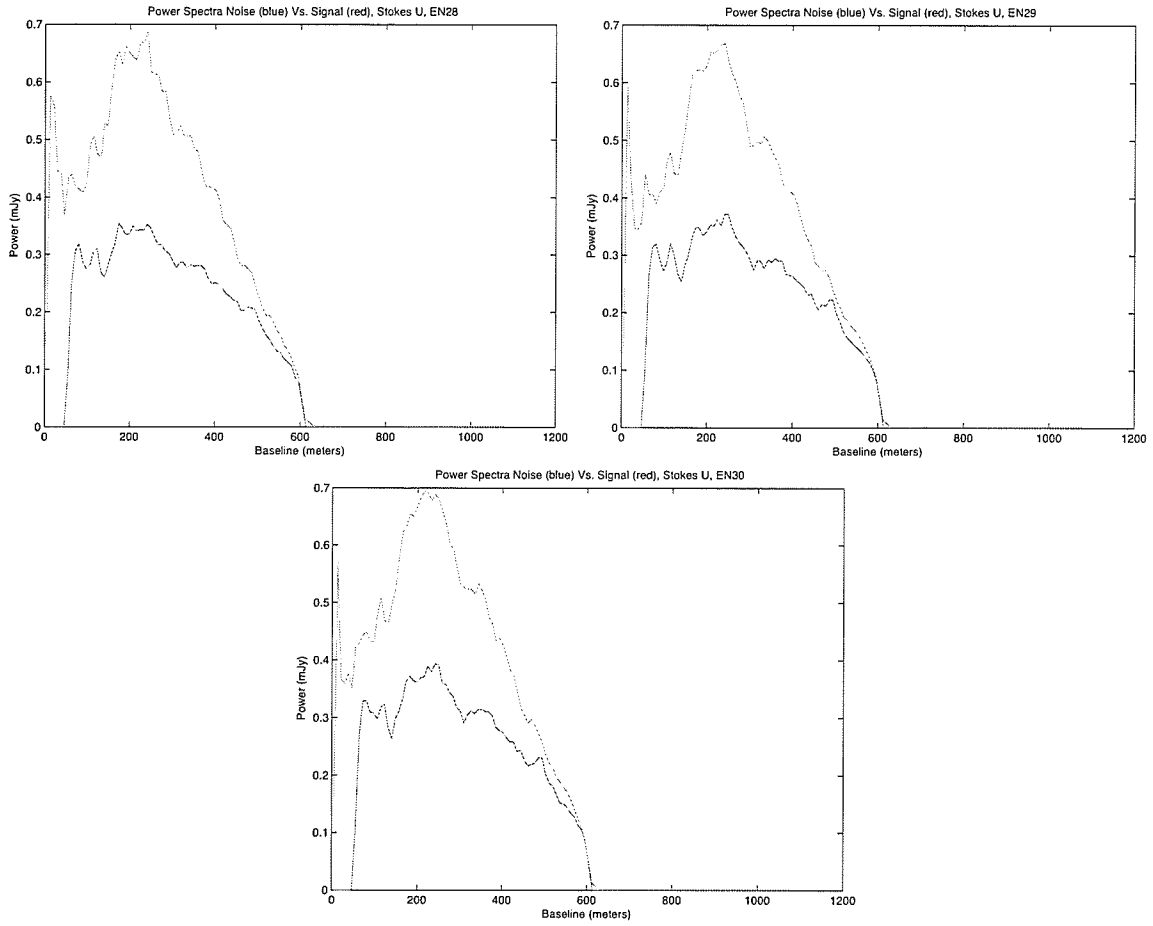 Power Spectra Noise (blue) Vs. Signal (red), Stokes U, EN28
0.7
0.6
0.5
0.4
0.3
0.2
0.1
0
Power (mJy)
0 200 400 600 800 1000 1200
Baseline (meters)
Power Spectra Noise (blue) Vs. Signal (red), Stokes U, EN29
0.7
0.6
0.5
0.4
0.3
0.2
0.1
0
Power (mJy)
0 200 400 600 800 1000 1200
Baseline (meters)
Power Spectra Noise (blue) Vs. Signal (red), Stokes U, EN30
0.7
0.6
0.5
0.4
0.3
0.2
0.1
0
Power (mJy)
0 200 400 600 800 1000 1200
Baseline (meters)